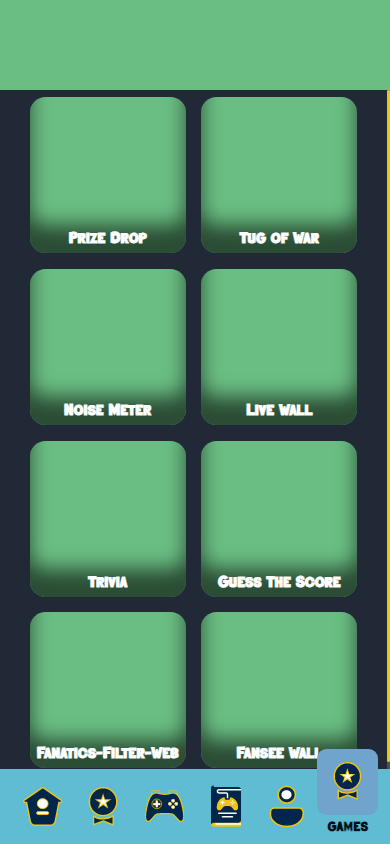 Prize Drop
Tug of War
Noise Meter
Live Wall
Trivia
Guess The Score
Fanatics-Filter-Web
Fansee Wall
GAMES